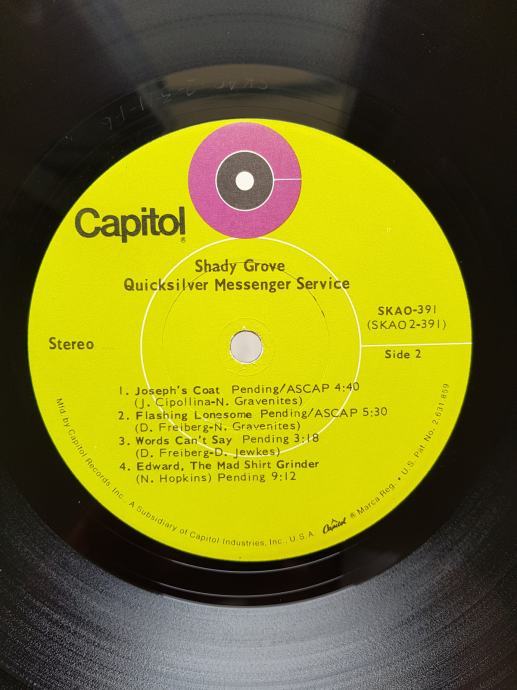 Capitol
®
Shady Grove
Quicksilver Messenger Service
SKAO-391
(SKAO2-391)
Stereo
Side 2
1. Joseph's Coat Pending/ASCAP 4:40
(J. Cipollina-N. Gravenites)
2. Flashing Lonesome Pending/ASCAP 5:30
(D. Freiberg-N. Gravenites)
3. Words Can't Say Pending 3:18
(D. Freiberg-D. Jewkes)
4. Edward, The Mad Shirt Grinder
(N. Hopkins) Pending 9:12
Mfd. by Capitol Records Inc., A Subsidiary of Capitol Industries, Inc., U.S.A. Capitol ® Marca Reg. • U.S. Pat. No. 2,631,859